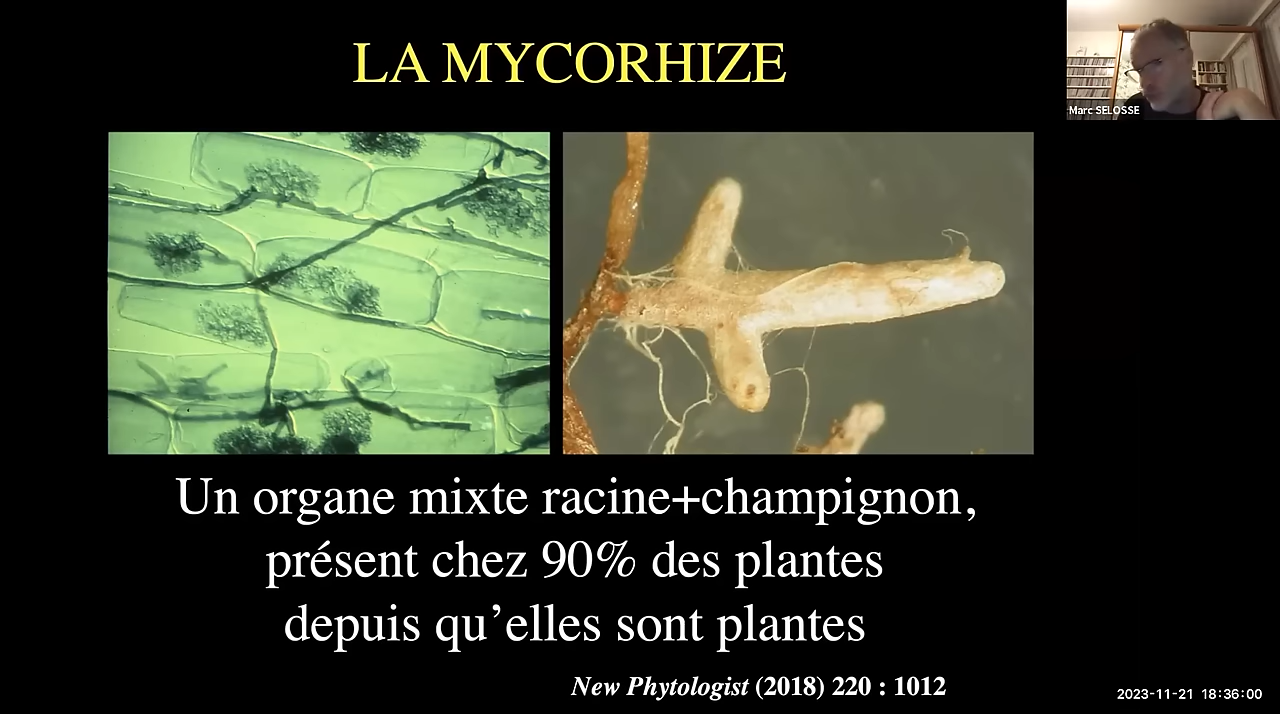 LA MYCORHIZE
Marc SELOSSE
Un organe mixte racine+champignon,
présent chez 90% des plantes
depuis qu’elles sont plantes
New Phytologist (2018) 220 : 1012
2023-11-21 18:36:00